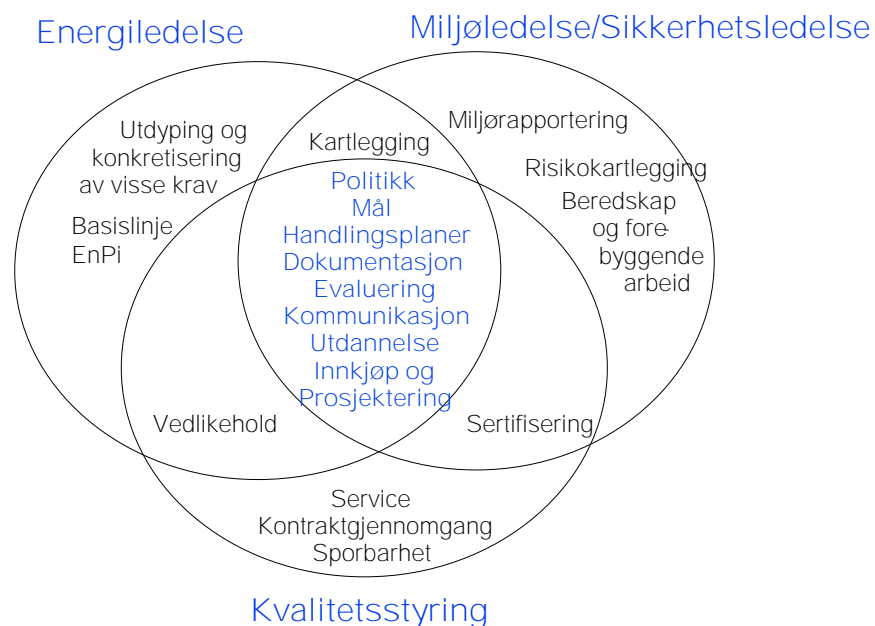 Energiledelse
Miljøledelse/Sikkerhetsledelse
Utdyping og
konkretisering
av visse krav
Basislinje
EnPi
Kartlegging
Miljørapportering
Risikokartlegging
Beredskap
og fore-
byggende
arbeid
Politikk
Mål
Handlingsplaner
Dokumentasjon
Evaluering
Kommunikasjon
Utdannelse
Innkjøp og
Prosjektering
Vedlikehold
Sertifisering
Service
Kontraktgjennomgang
Sporbarhet
Kvalitetsstyring